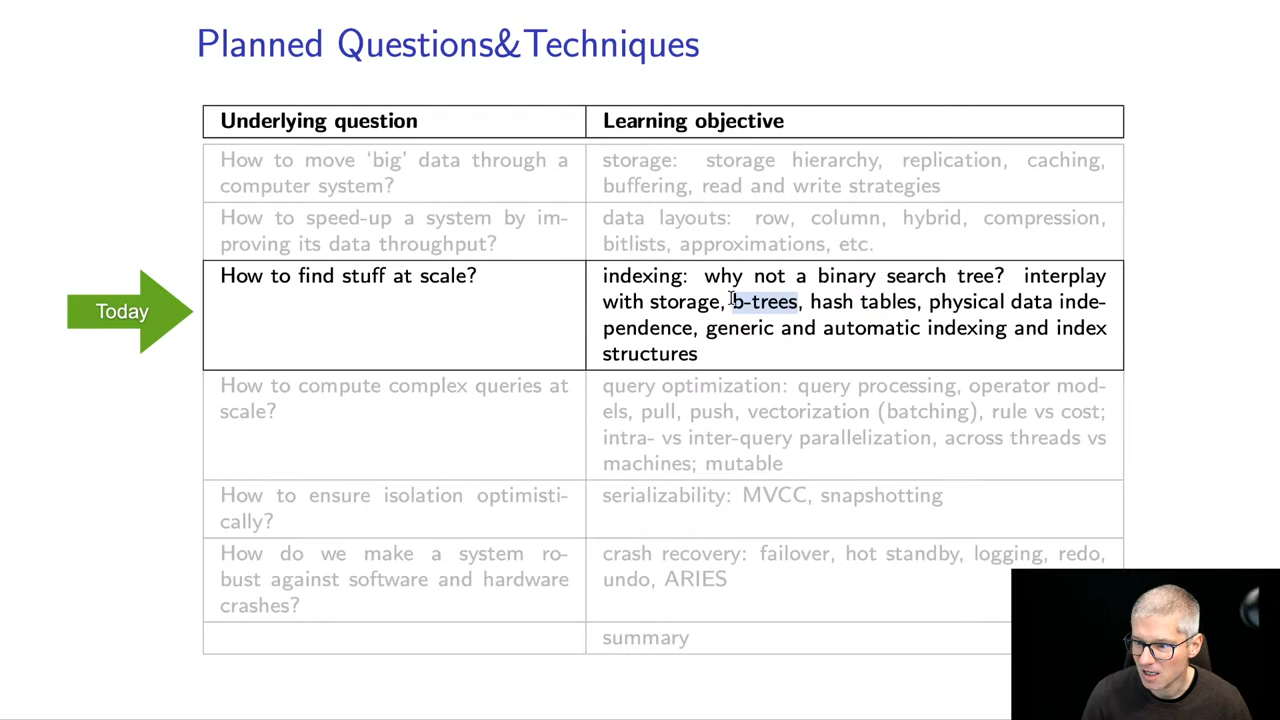 Planned Questions&Techniques
Underlying question
Learning objective
How to move ‘big’ data through a
computer system?
storage: storage hierarchy, replication, caching,
buffering, read and write strategies
How to speed-up a system by im-
proving its data throughput?
data layouts: row, column, hybrid, compression,
bitlists, approximations, etc.
Today
How to find stuff at scale?
indexing: why not a binary search tree? interplay
with storage, b-trees, hash tables, physical data inde-
pendence, generic and automatic indexing and index
structures
How to compute complex queries at
scale?
query optimization: query processing, operator mod-
els, pull, push, vectorization (batching), rule vs cost;
intra- vs inter-query parallelization, across threads vs
machines; mutable
How to ensure isolation optimisti-
cally?
serializability: MVCC, snapshotting
How do we make a system ro-
bust against software and hardware
crashes?
crash recovery: failover, hot standby, logging, redo,
undo, ARIES
summary